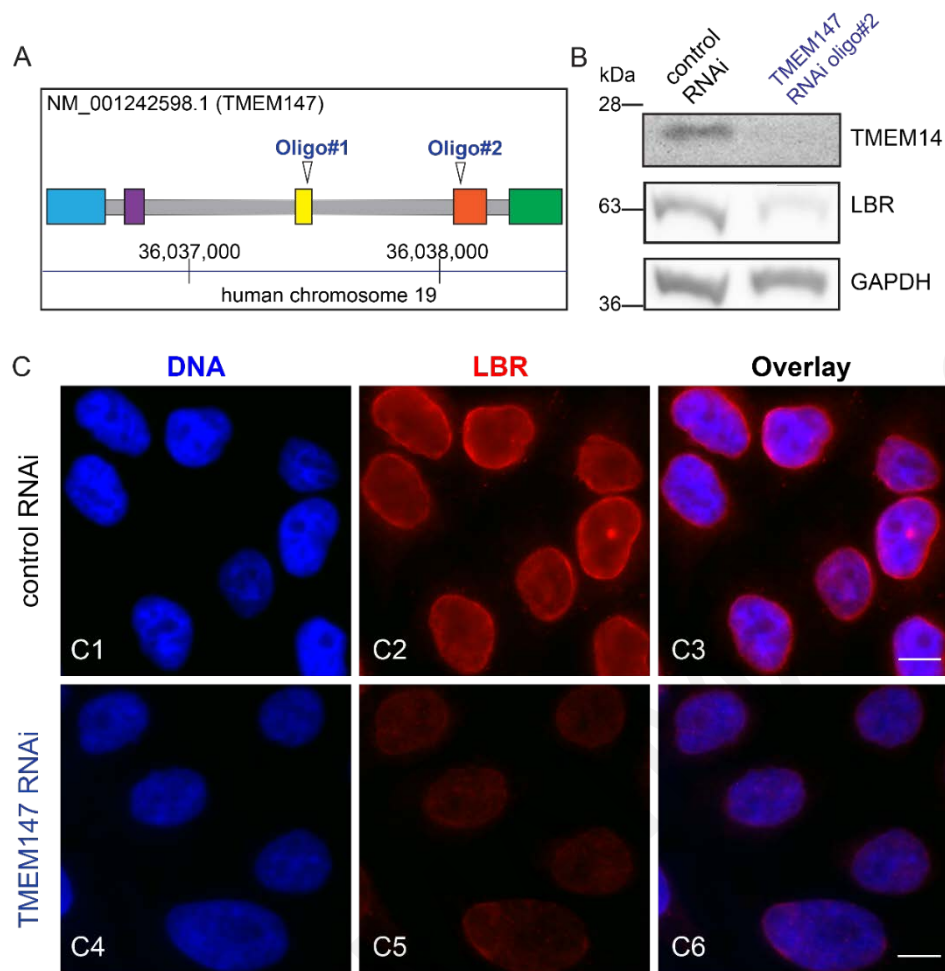 A
NM_001242598.1 (TMEM147)
Oligo#1
Oligo#2
36,037,000
36,038,000
human chromosome 19
B
kDa
control
RNAi
TMEM147
RNAi oligo#2
28
TMEM14
63
LBR
GAPDH
36
C
DNA
LBR
Overlay
control RNAi
C1
C2
C3
TMEM147 RNAi
C4
C5
C6